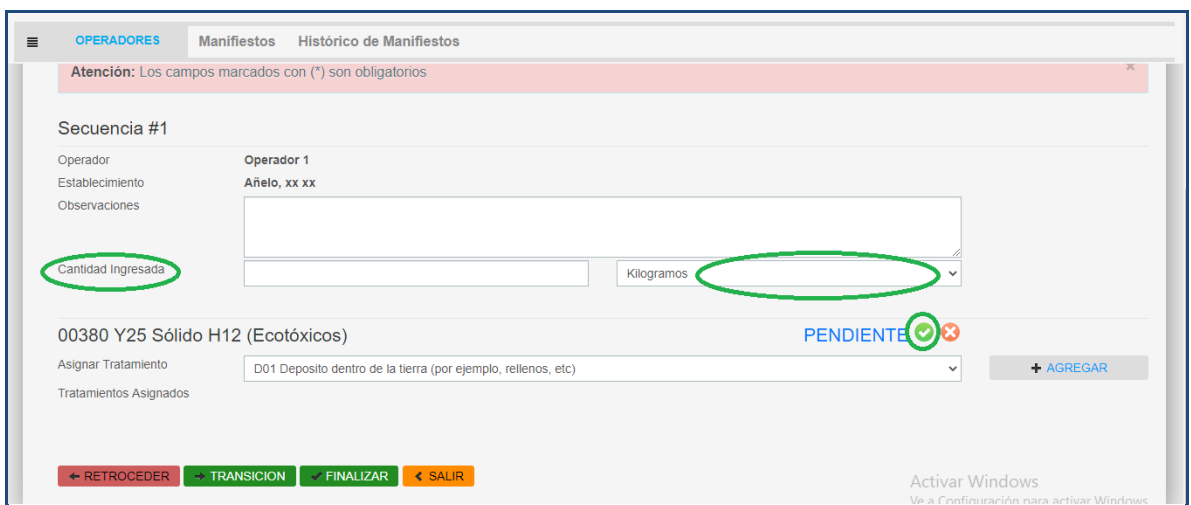 OPERADORES Manifiestos Histórico de Manifiestos
Atención: Los campos marcados con (*) son obligatorios ×
Secuencia #1
Operador Operador 1
Establecimiento Añelo, xx xx
Observaciones
Cantidad Ingresada Kilogramos
00380 Y25 Sólido H12 (Ecotóxicos) PENDIENTE
Asignar Tratamiento D01 Deposito dentro de la tierra (por ejemplo, rellenos, etc) + AGREGAR
Tratamientos Asignados
RETROCEDER TRANSICION FINALIZAR SALIR
Activar Windows
Ve a Configuración para activar Windows